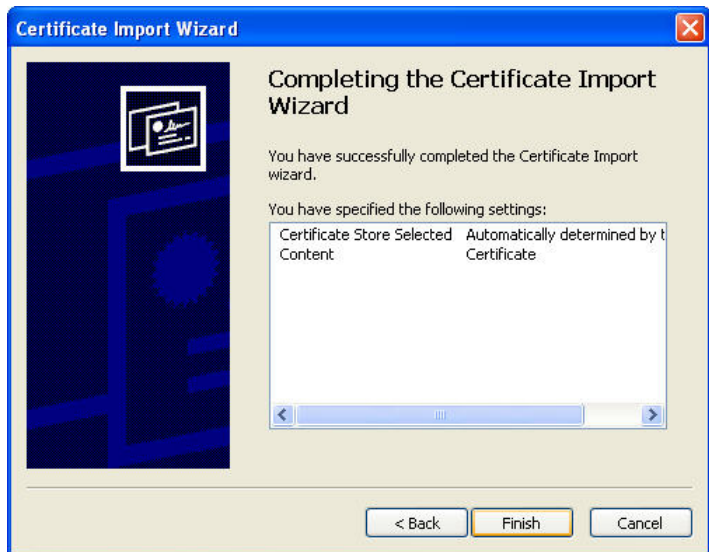 Certificate Import Wizard
Completing the Certificate Import
Wizard
You have successfully completed the Certificate Import
wizard.
You have specified the following settings:
Certificate Store Selected Automatically determined by t
Content Certificate
< Back Finish Cancel